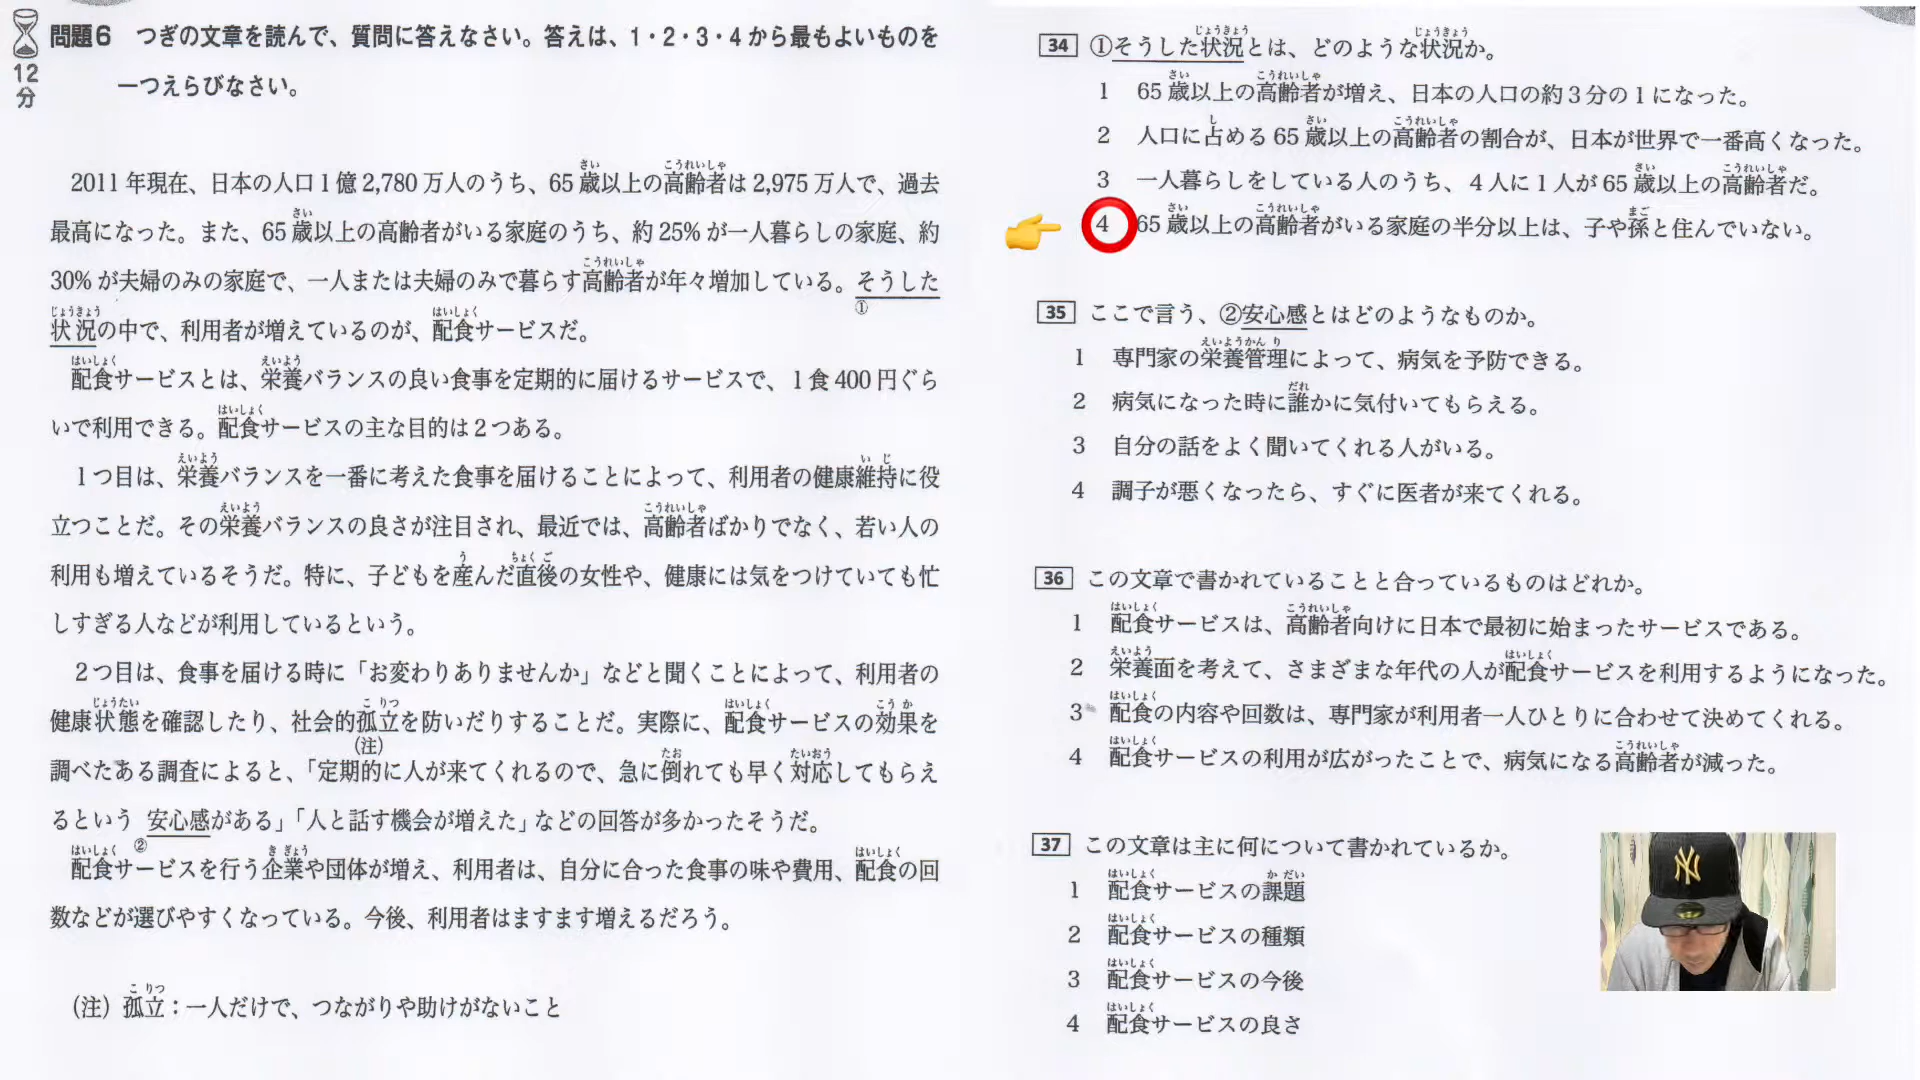 12分
問題6 つぎの文章を読んで、質問に答えなさい。答えは、1・2・3・4から最もよいものを
一つえらびなさい。
2011年現在、日本の人口1億2,780万人のうち、65歳以上の高齢者は2,975万人で、過去
最高になった。また、65歳以上の高齢者がいる家庭のうち、約25%が一人暮らしの家庭、約
30%が夫婦のみの家庭で、一人または夫婦のみで暮らす高齢者が年々増加している。①そうした
状況の中で、利用者が増えているのが、配食サービスだ。
配食サービスとは、栄養バランスの良い食事を定期的に届けるサービスで、1食400円ぐら
いで利用できる。配食サービスの主な目的は2つある。
1つ目は、栄養バランスを一番に考えた食事を届けることによって、利用者の健康維持に役
立つことだ。その栄養バランスの良さが注目され、最近では、高齢者ばかりでなく、若い人の
利用も増えているそうだ。特に、子どもを産んだ直後の女性や、健康には気をつけていても忙
しすぎる人などが利用しているという。
2つ目は、食事を届ける時に「お変わりありませんか」などと聞くことによって、利用者の
健康状態を確認したり、社会的孤立(注)を防いだりすることだ。実際に、配食サービスの効果を
調べたある調査によると、「定期的に人が来てくれるので、急に倒れても早く対応してもらえ
るという②安心感がある」「人と話す機会が増えた」などの回答が多かったそうだ。
配食サービスを行う企業や団体が増え、利用者は、自分に合った食事の味や費用、配食の回
数などが選びやすくなっている。今後、利用者はますます増えるだろう。
(注)孤立：一人だけで、つながりや助けがないこと
34 ①そうした状況とは、どのような状況か。
1 65歳以上の高齢者が増え、日本の人口の約3分の1になった。
2 人口に占める65歳以上の高齢者の割合が、日本が世界で一番高くなった。
3 一人暮らしをしている人のうち、4人に1人が65歳以上の高齢者だ。
4 65歳以上の高齢者がいる家庭の半分以上は、子や孫と住んでいない。
35 ここで言う、②安心感とはどのようなものか。
1 専門家の栄養管理によって、病気を予防できる。
2 病気になった時に誰かに気付いてもらえる。
3 自分の話をよく聞いてくれる人がいる。
4 調子が悪くなったら、すぐに医者が来てくれる。
36 この文章で書かれていることと合っているものはどれか。
1 配食サービスは、高齢者向けに日本で最初に始まったサービスである。
2 栄養面を考えて、さまざまな年代の人が配食サービスを利用するようになった。
3 配食の内容や回数は、専門家が利用者一人ひとりに合わせて決めてくれる。
4 配食サービスの利用が広がったことで、病気になる高齢者が減った。
37 この文章は主に何について書かれているか。
1 配食サービスの課題
2 配食サービスの種類
3 配食サービスの今後
4 配食サービスの良さ
NY